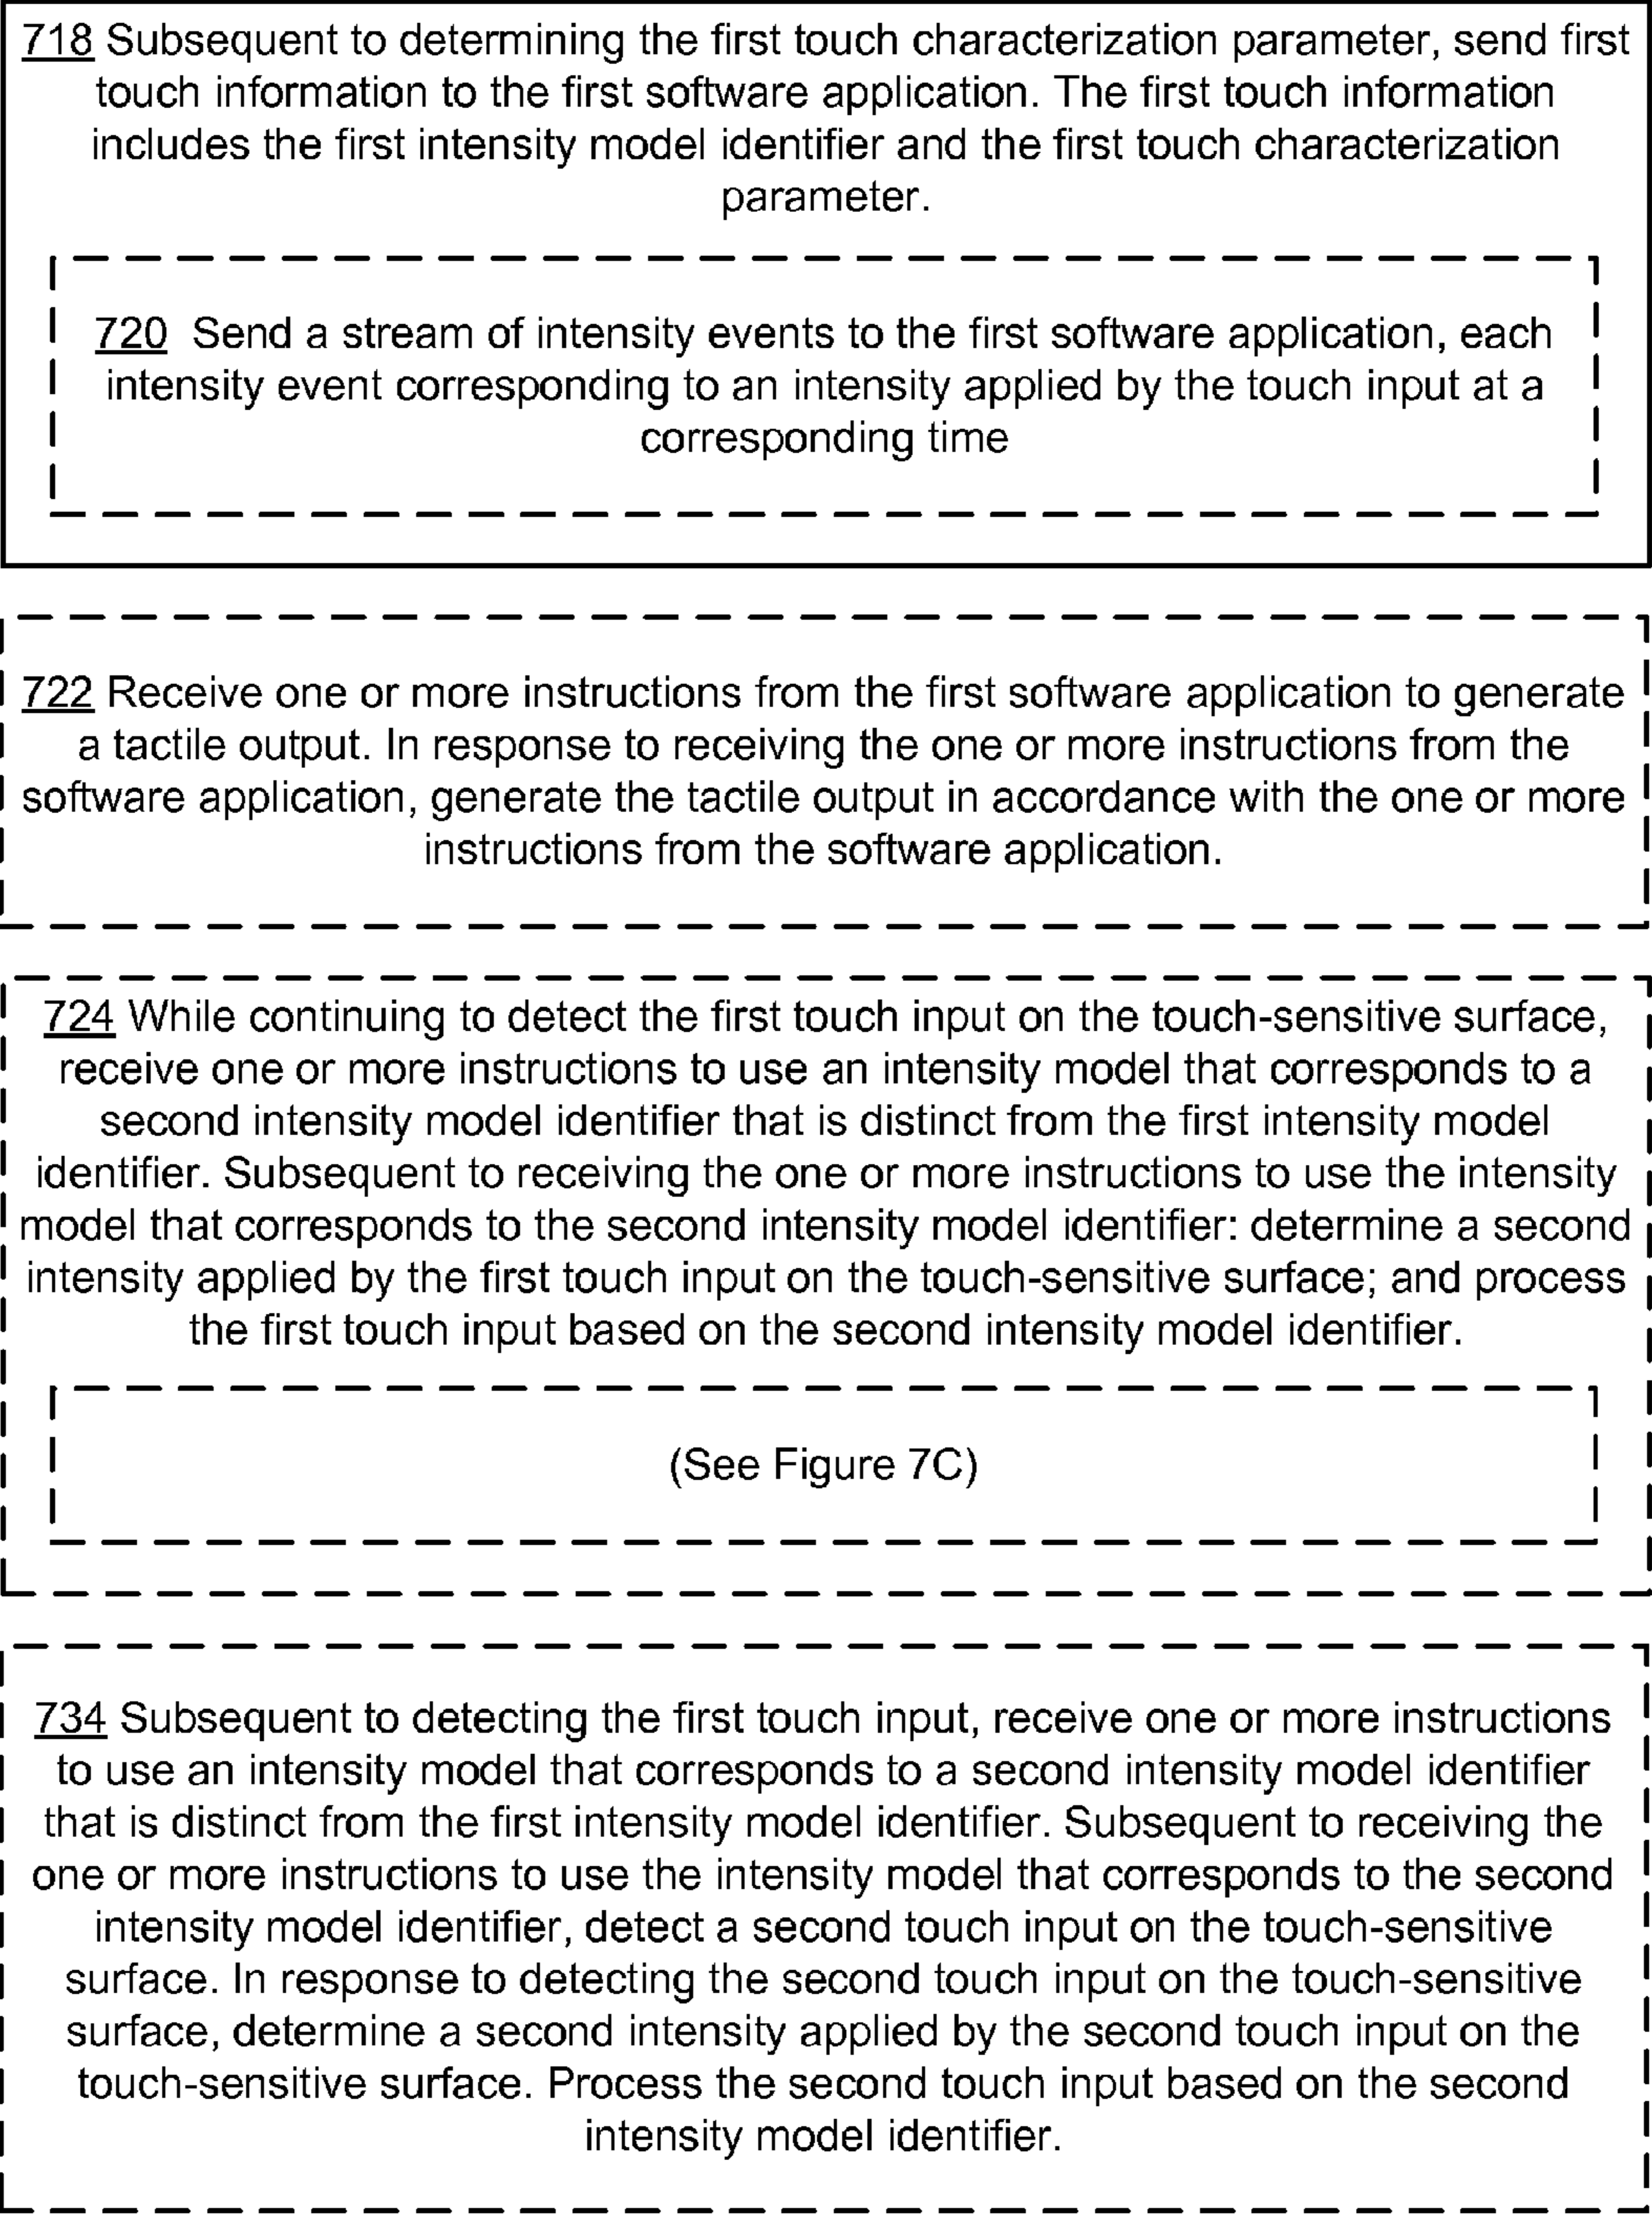 718 Subsequent to determining the first touch characterization parameter, send first
touch information to the first software application. The first touch information
includes the first intensity model identifier and the first touch characterization
parameter.
720 Send a stream of intensity events to the first software application, each
intensity event corresponding to an intensity applied by the touch input at a
corresponding time
722 Receive one or more instructions from the first software application to generate
a tactile output. In response to receiving the one or more instructions from the
software application, generate the tactile output in accordance with the one or more
instructions from the software application.
724 While continuing to detect the first touch input on the touch-sensitive surface,
receive one or more instructions to use an intensity model that corresponds to a
second intensity model identifier that is distinct from the first intensity model
identifier. Subsequent to receiving the one or more instructions to use the intensity
model that corresponds to the second intensity model identifier: determine a second
intensity applied by the first touch input on the touch-sensitive surface; and process
the first touch input based on the second intensity model identifier.
(See Figure 7C)
734 Subsequent to detecting the first touch input, receive one or more instructions
to use an intensity model that corresponds to a second intensity model identifier
that is distinct from the first intensity model identifier. Subsequent to receiving the
one or more instructions to use the intensity model that corresponds to the second
intensity model identifier, detect a second touch input on the touch-sensitive
surface. In response to detecting the second touch input on the touch-sensitive
surface, determine a second intensity applied by the second touch input on the
touch-sensitive surface. Process the second touch input based on the second
intensity model identifier.